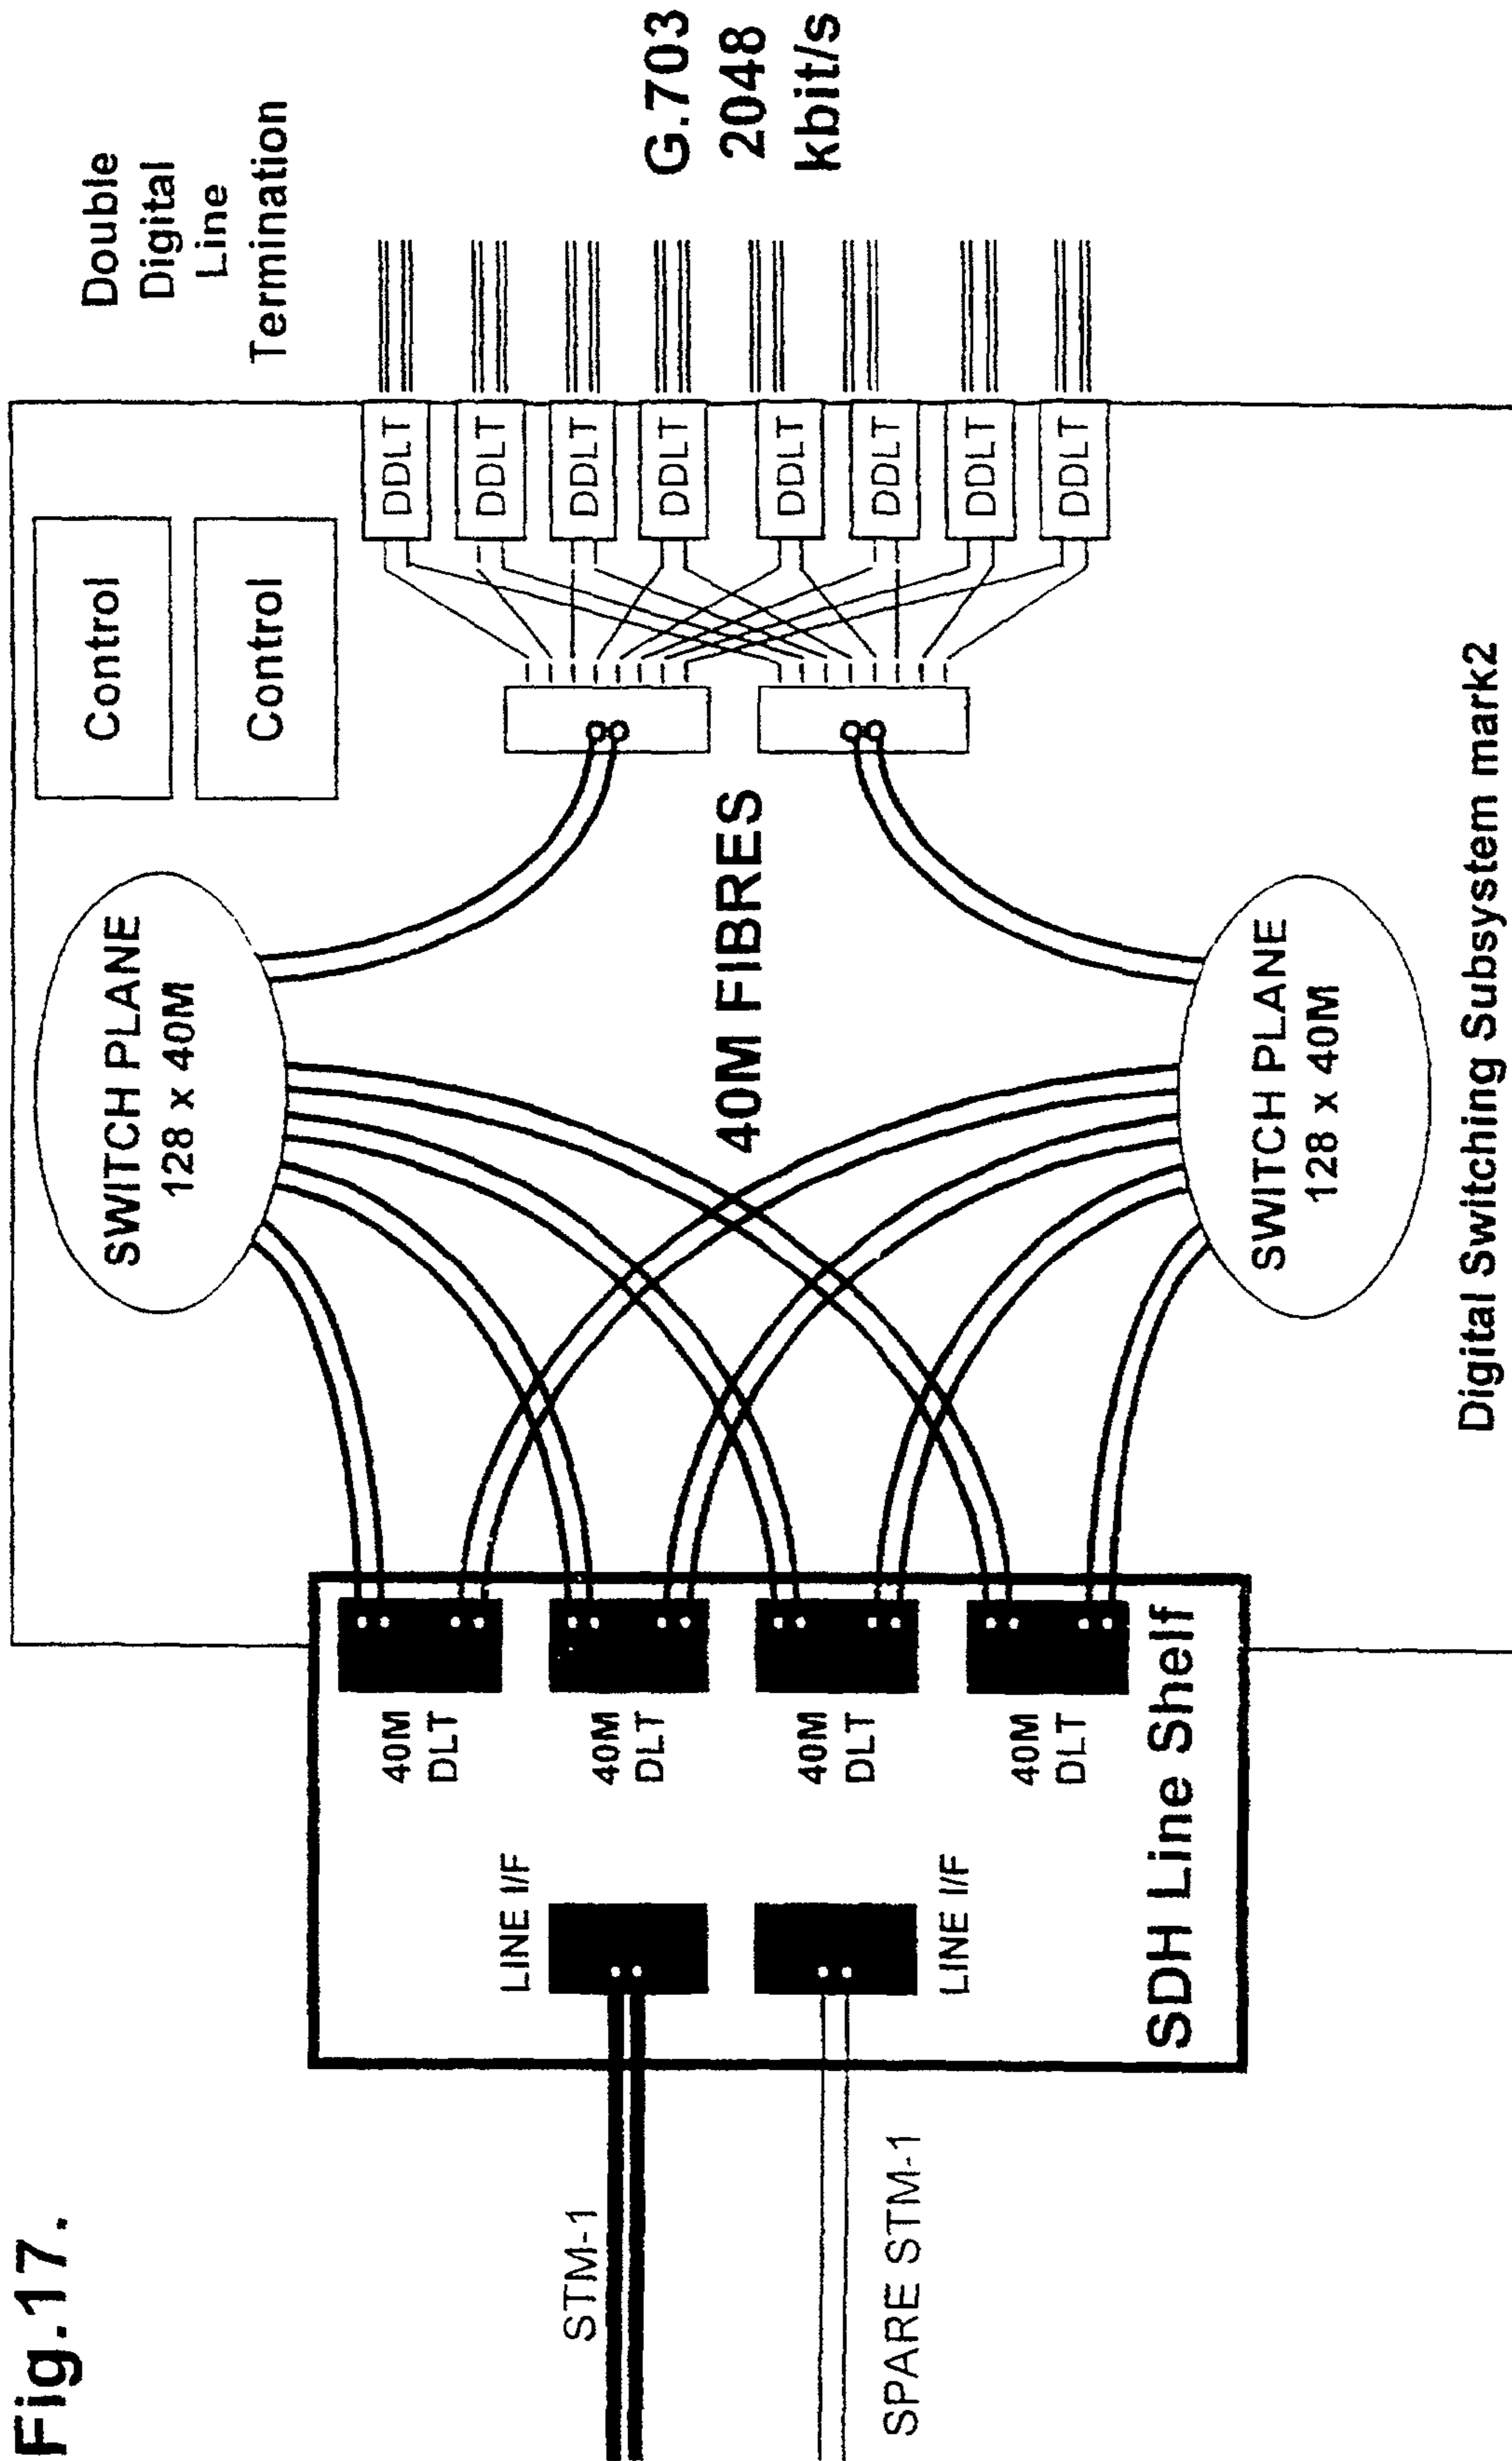 Fig.17.
STM-1
SPARE STM-1
LINE I/F
LINE I/F
SDH Line Shelf
40M
DLT
40M
DLT
40M
DLT
40M
DLT
SWITCH PLANE
128 x 40M
SWITCH PLANE
128 x 40M
40M FIBRES
Control
Control
DDLT
DDLT
DDLT
DDLT
DDLT
DDLT
DDLT
DDLT
Double
Digital
Line
Termination
G.703
2048
kbit/s
Digital Switching Subsystem mark2